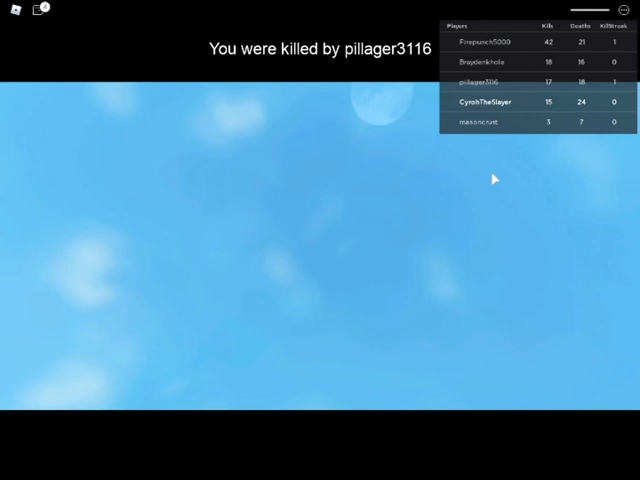 4
You were killed by pillager3116
Players Kills Deaths KillStreak
Firepunch5000 42 21 1
Braydenkhole 18 16 0
pillager3116 17 18 1
CyrohTheSlayer 15 24 0
masoncrust 3 7 0